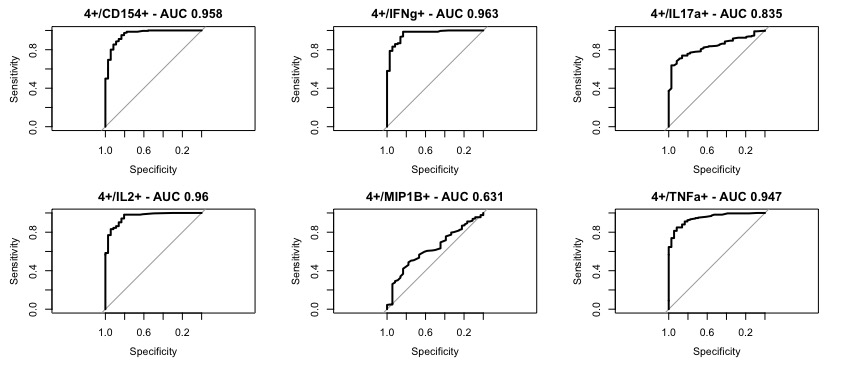 4+/CD154+ - AUC 0.958
Sensitivity
0.0 0.4 0.8
1.0 0.6 0.2
Specificity
4+/IFNg+ - AUC 0.963
Sensitivity
0.0 0.4 0.8
1.0 0.6 0.2
Specificity
4+/IL17a+ - AUC 0.835
Sensitivity
0.0 0.4 0.8
1.0 0.6 0.2
Specificity
4+/IL2+ - AUC 0.96
Sensitivity
0.0 0.4 0.8
1.0 0.6 0.2
Specificity
4+/MIP1B+ - AUC 0.631
Sensitivity
0.0 0.4 0.8
1.0 0.6 0.2
Specificity
4+/TNFa+ - AUC 0.947
Sensitivity
0.0 0.4 0.8
1.0 0.6 0.2
Specificity